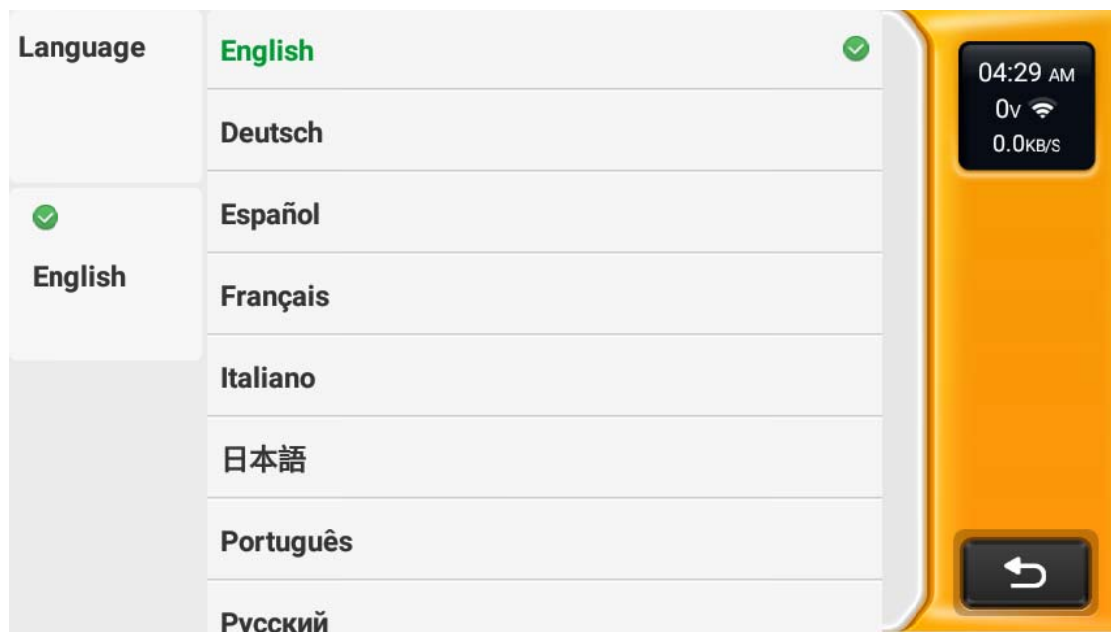 Language
English
English
Deutsch
Español
Français
Italiano
日本語
Português
Русский
04:29 AM
0V
0.0KB/S